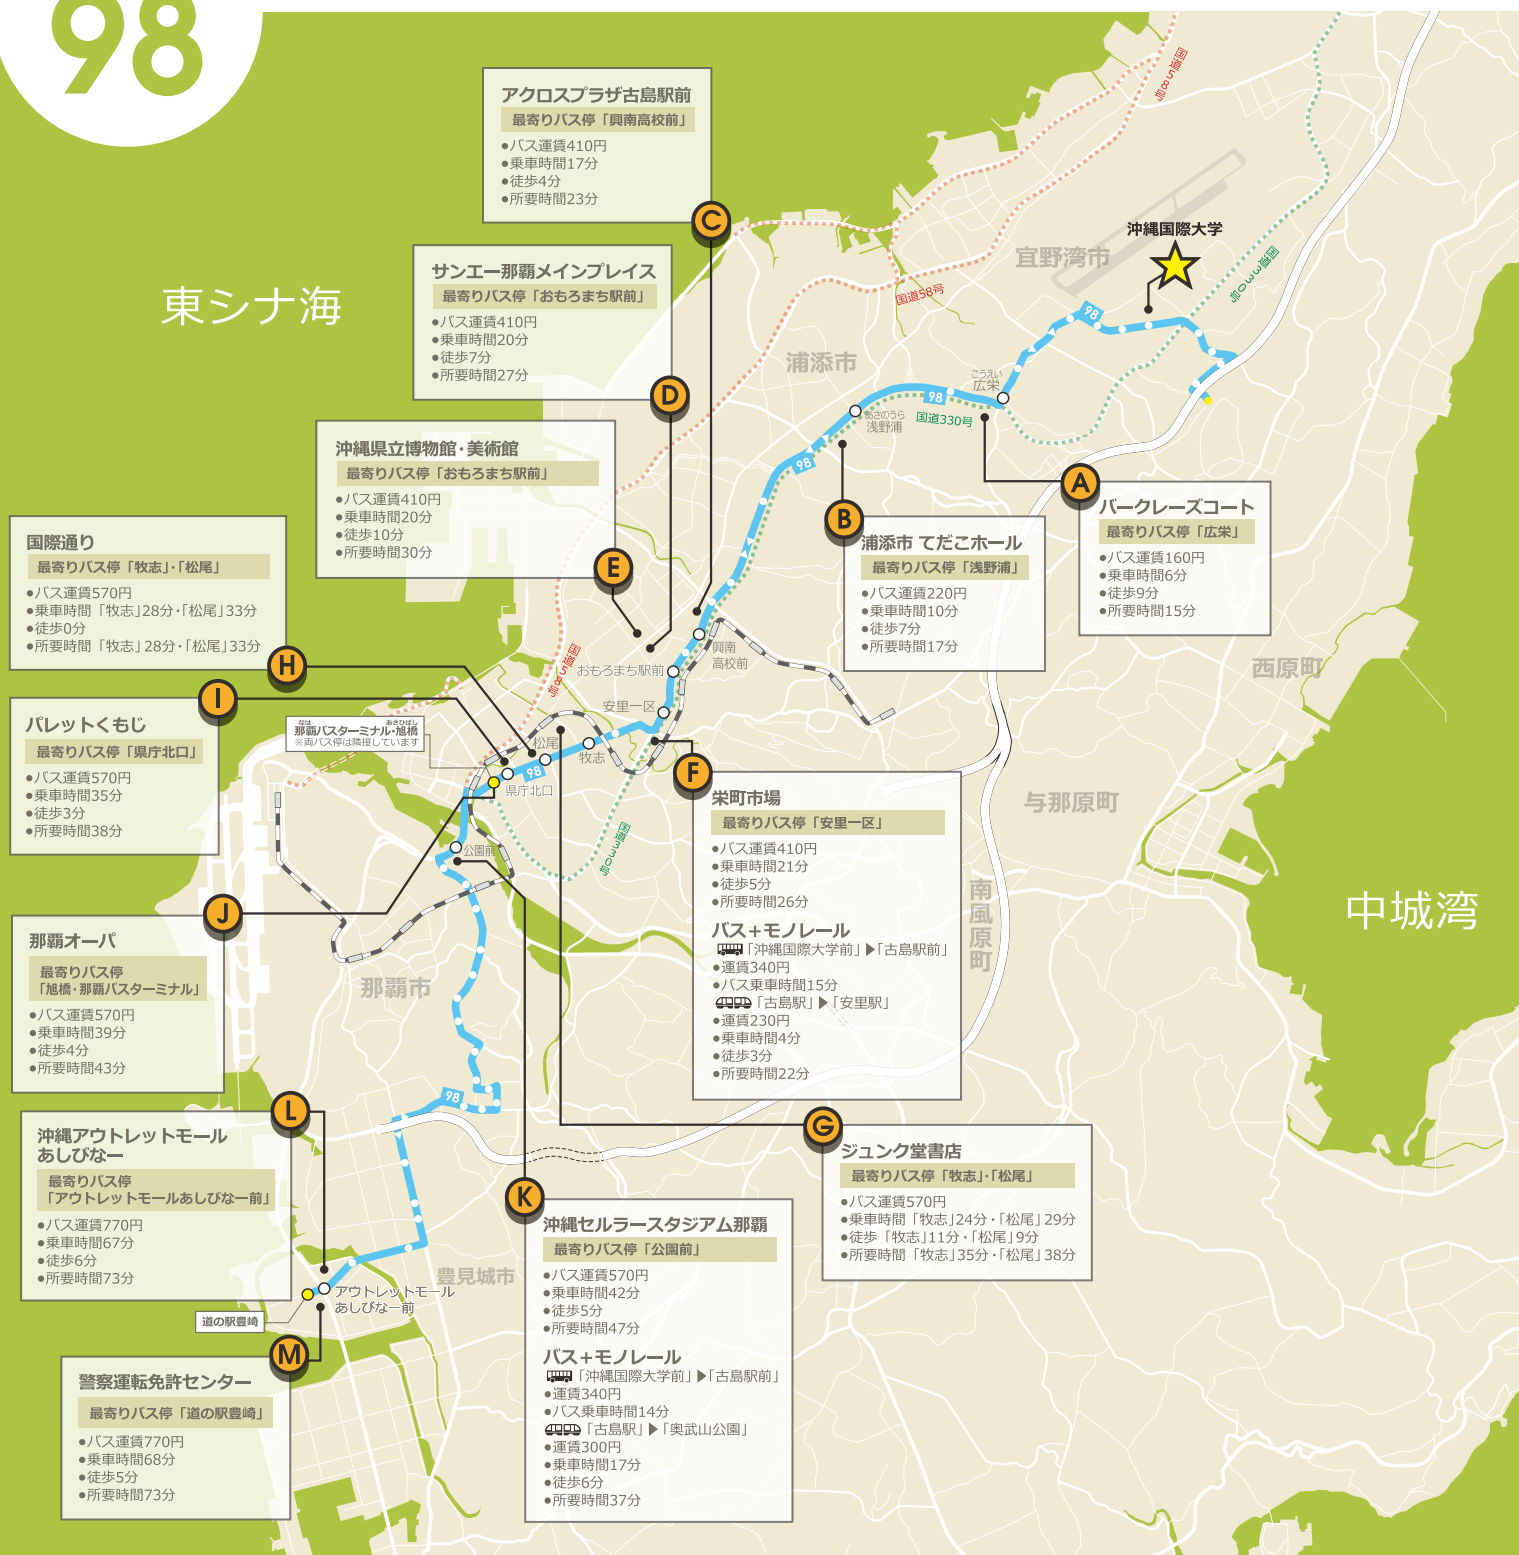 98
東シナ海
中城湾
沖縄国際大学
宜野湾市
浦添市
西原町
与那原町
南風原町
那覇市
豊見城市
国道58号
国道58号
国道58号
国道330号
国道330号
国道330号
98
98
98
98
98
こうえい
広栄
あさのうら
浅野浦
興南
高校前
おもろまち駅前
安里一区
牧志
松尾
県庁北口
なは
あさひばし
那覇バスターミナル・旭橋
※両バス停は隣接しています
公園前
アウトレットモール
あしびなー前
道の駅豊崎
C
アクロスプラザ古島駅前
最寄りバス停「興南高校前」
●バス運賃410円
●乗車時間17分
●徒歩4分
●所要時間23分
D
サンエー那覇メインプレイス
最寄りバス停「おもろまち駅前」
●バス運賃410円
●乗車時間20分
●徒歩7分
●所要時間27分
E
沖縄県立博物館・美術館
最寄りバス停「おもろまち駅前」
●バス運賃410円
●乗車時間20分
●徒歩10分
●所要時間30分
H
国際通り
最寄りバス停「牧志」・「松尾」
●バス運賃570円
●乗車時間「牧志」28分・「松尾」33分
●徒歩0分
●所要時間「牧志」28分・「松尾」33分
I
パレットくもじ
最寄りバス停「県庁北口」
●バス運賃570円
●乗車時間35分
●徒歩3分
●所要時間38分
J
那覇オーパ
最寄りバス停
「旭橋・那覇バスターミナル」
●バス運賃570円
●乗車時間39分
●徒歩4分
●所要時間43分
L
沖縄アウトレットモール
あしびなー
最寄りバス停
「アウトレットモールあしびなー前」
●バス運賃770円
●乗車時間67分
●徒歩6分
●所要時間73分
M
警察運転免許センター
最寄りバス停「道の駅豊崎」
●バス運賃770円
●乗車時間68分
●徒歩5分
●所要時間73分
A
バークレーズコート
最寄りバス停「広栄」
●バス運賃160円
●乗車時間6分
●徒歩9分
●所要時間15分
B
浦添市 てだこホール
最寄りバス停「浅野浦」
●バス運賃220円
●乗車時間10分
●徒歩7分
●所要時間17分
F
栄町市場
最寄りバス停「安里一区」
●バス運賃410円
●乗車時間21分
●徒歩5分
●所要時間26分
バス+モノレール
「沖縄国際大学前」▶「古島駅前」
●運賃340円
●バス乗車時間15分
「古島駅」▶「安里駅」
●運賃230円
●乗車時間4分
●徒歩3分
●所要時間22分
G
ジュンク堂書店
最寄りバス停「牧志」・「松尾」
●バス運賃570円
●乗車時間「牧志」24分・「松尾」29分
●徒歩「牧志」11分・「松尾」9分
●所要時間「牧志」35分・「松尾」38分
K
沖縄セルラースタジアム那覇
最寄りバス停「公園前」
●バス運賃570円
●乗車時間42分
●徒歩5分
●所要時間47分
バス+モノレール
「沖縄国際大学前」▶「古島駅前」
●運賃340円
●バス乗車時間14分
「古島駅」▶「奥武山公園」
●運賃300円
●乗車時間17分
●徒歩6分
●所要時間37分